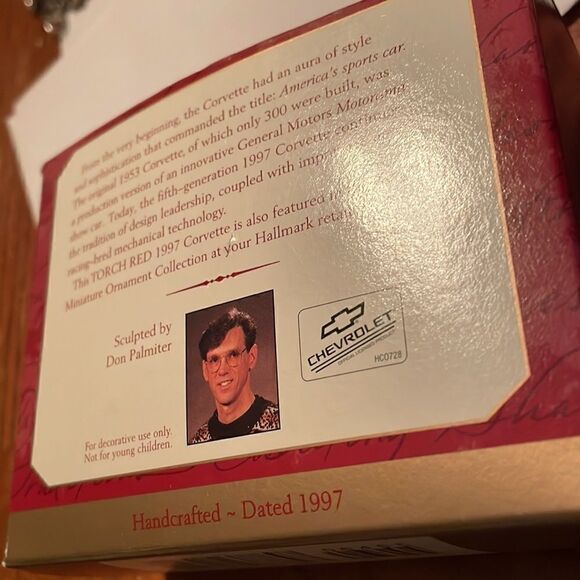 From the very beginning, the Corvette had an aura of style
and sophistication that commanded the title: America's sports car.
The original 1953 Corvette, of which only 300 were built, was
a production version of an innovative General Motors Motorama
show car. Today, the fifth-generation 1997 Corvette continues
the tradition of design leadership, coupled with
racing-bred mechanical technology.
This TORCH RED 1997 Corvette is also featured
Miniature Ornament Collection at your Hallmark
Sculpted by
Don Palmiter
CHEVROLET
OFFICIAL LICENSED PRODUCT
HC0728
For decorative use only.
Not for young children.
Handcrafted ~ Dated 1997